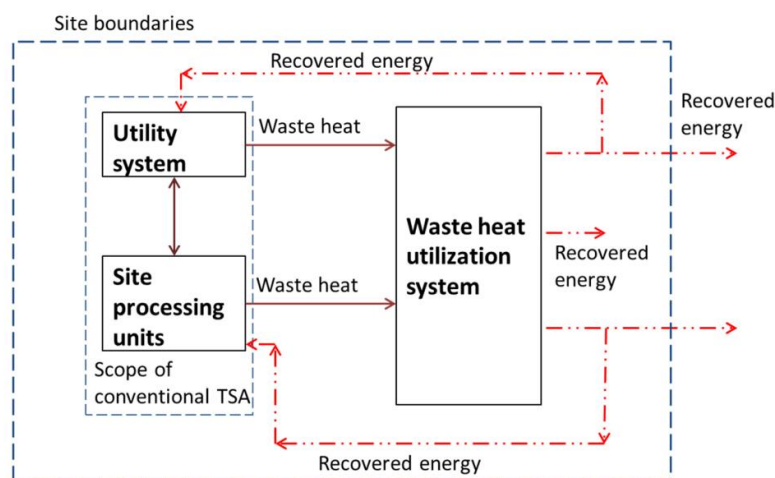 Site boundaries
Recovered energy
Recovered
energy
Utility
system
Waste heat
Waste heat
utilization
system
Recovered
energy
Site
processing
units
Waste heat
Scope of
conventional TSA
Recovered energy